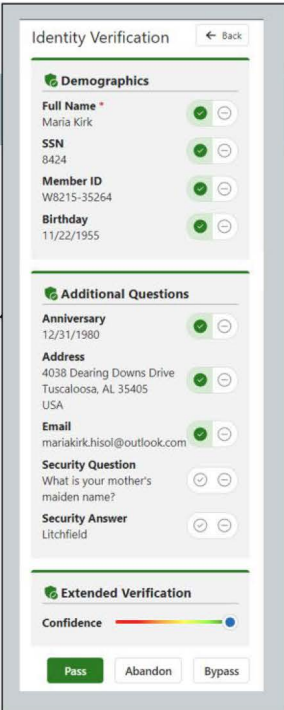 Identity Verification
← Back
Demographics
Full Name *
Maria Kirk
SSN
8424
Member ID
W8215-35264
Birthday
11/22/1955
Additional Questions
Anniversary
12/31/1980
Address
4038 Dearing Downs Drive
Tuscaloosa, AL 35405
USA
Email
mariakirk.hisol@outlook.com
Security Question
What is your mother's
maiden name?
Security Answer
Litchfield
Extended Verification
Confidence
Pass Abandon Bypass